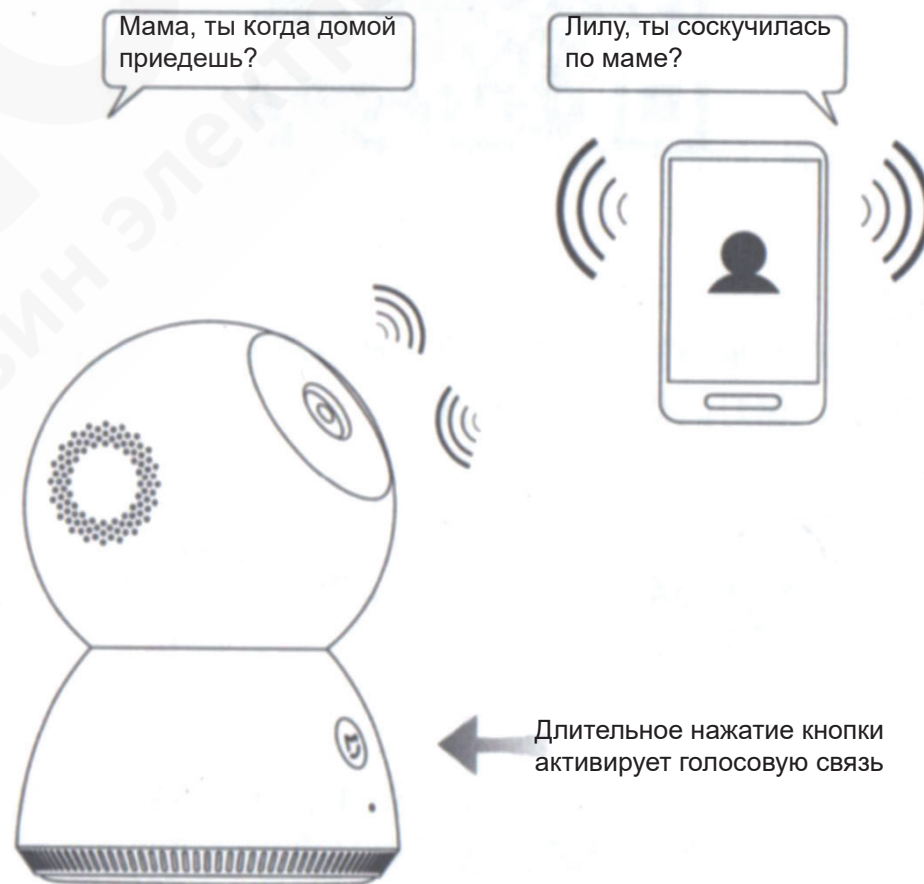 Мама, ты когда домой
приедешь?
Лилу, ты соскучилась
по маме?
Длительное нажатие кнопки
активирует голосовую связь